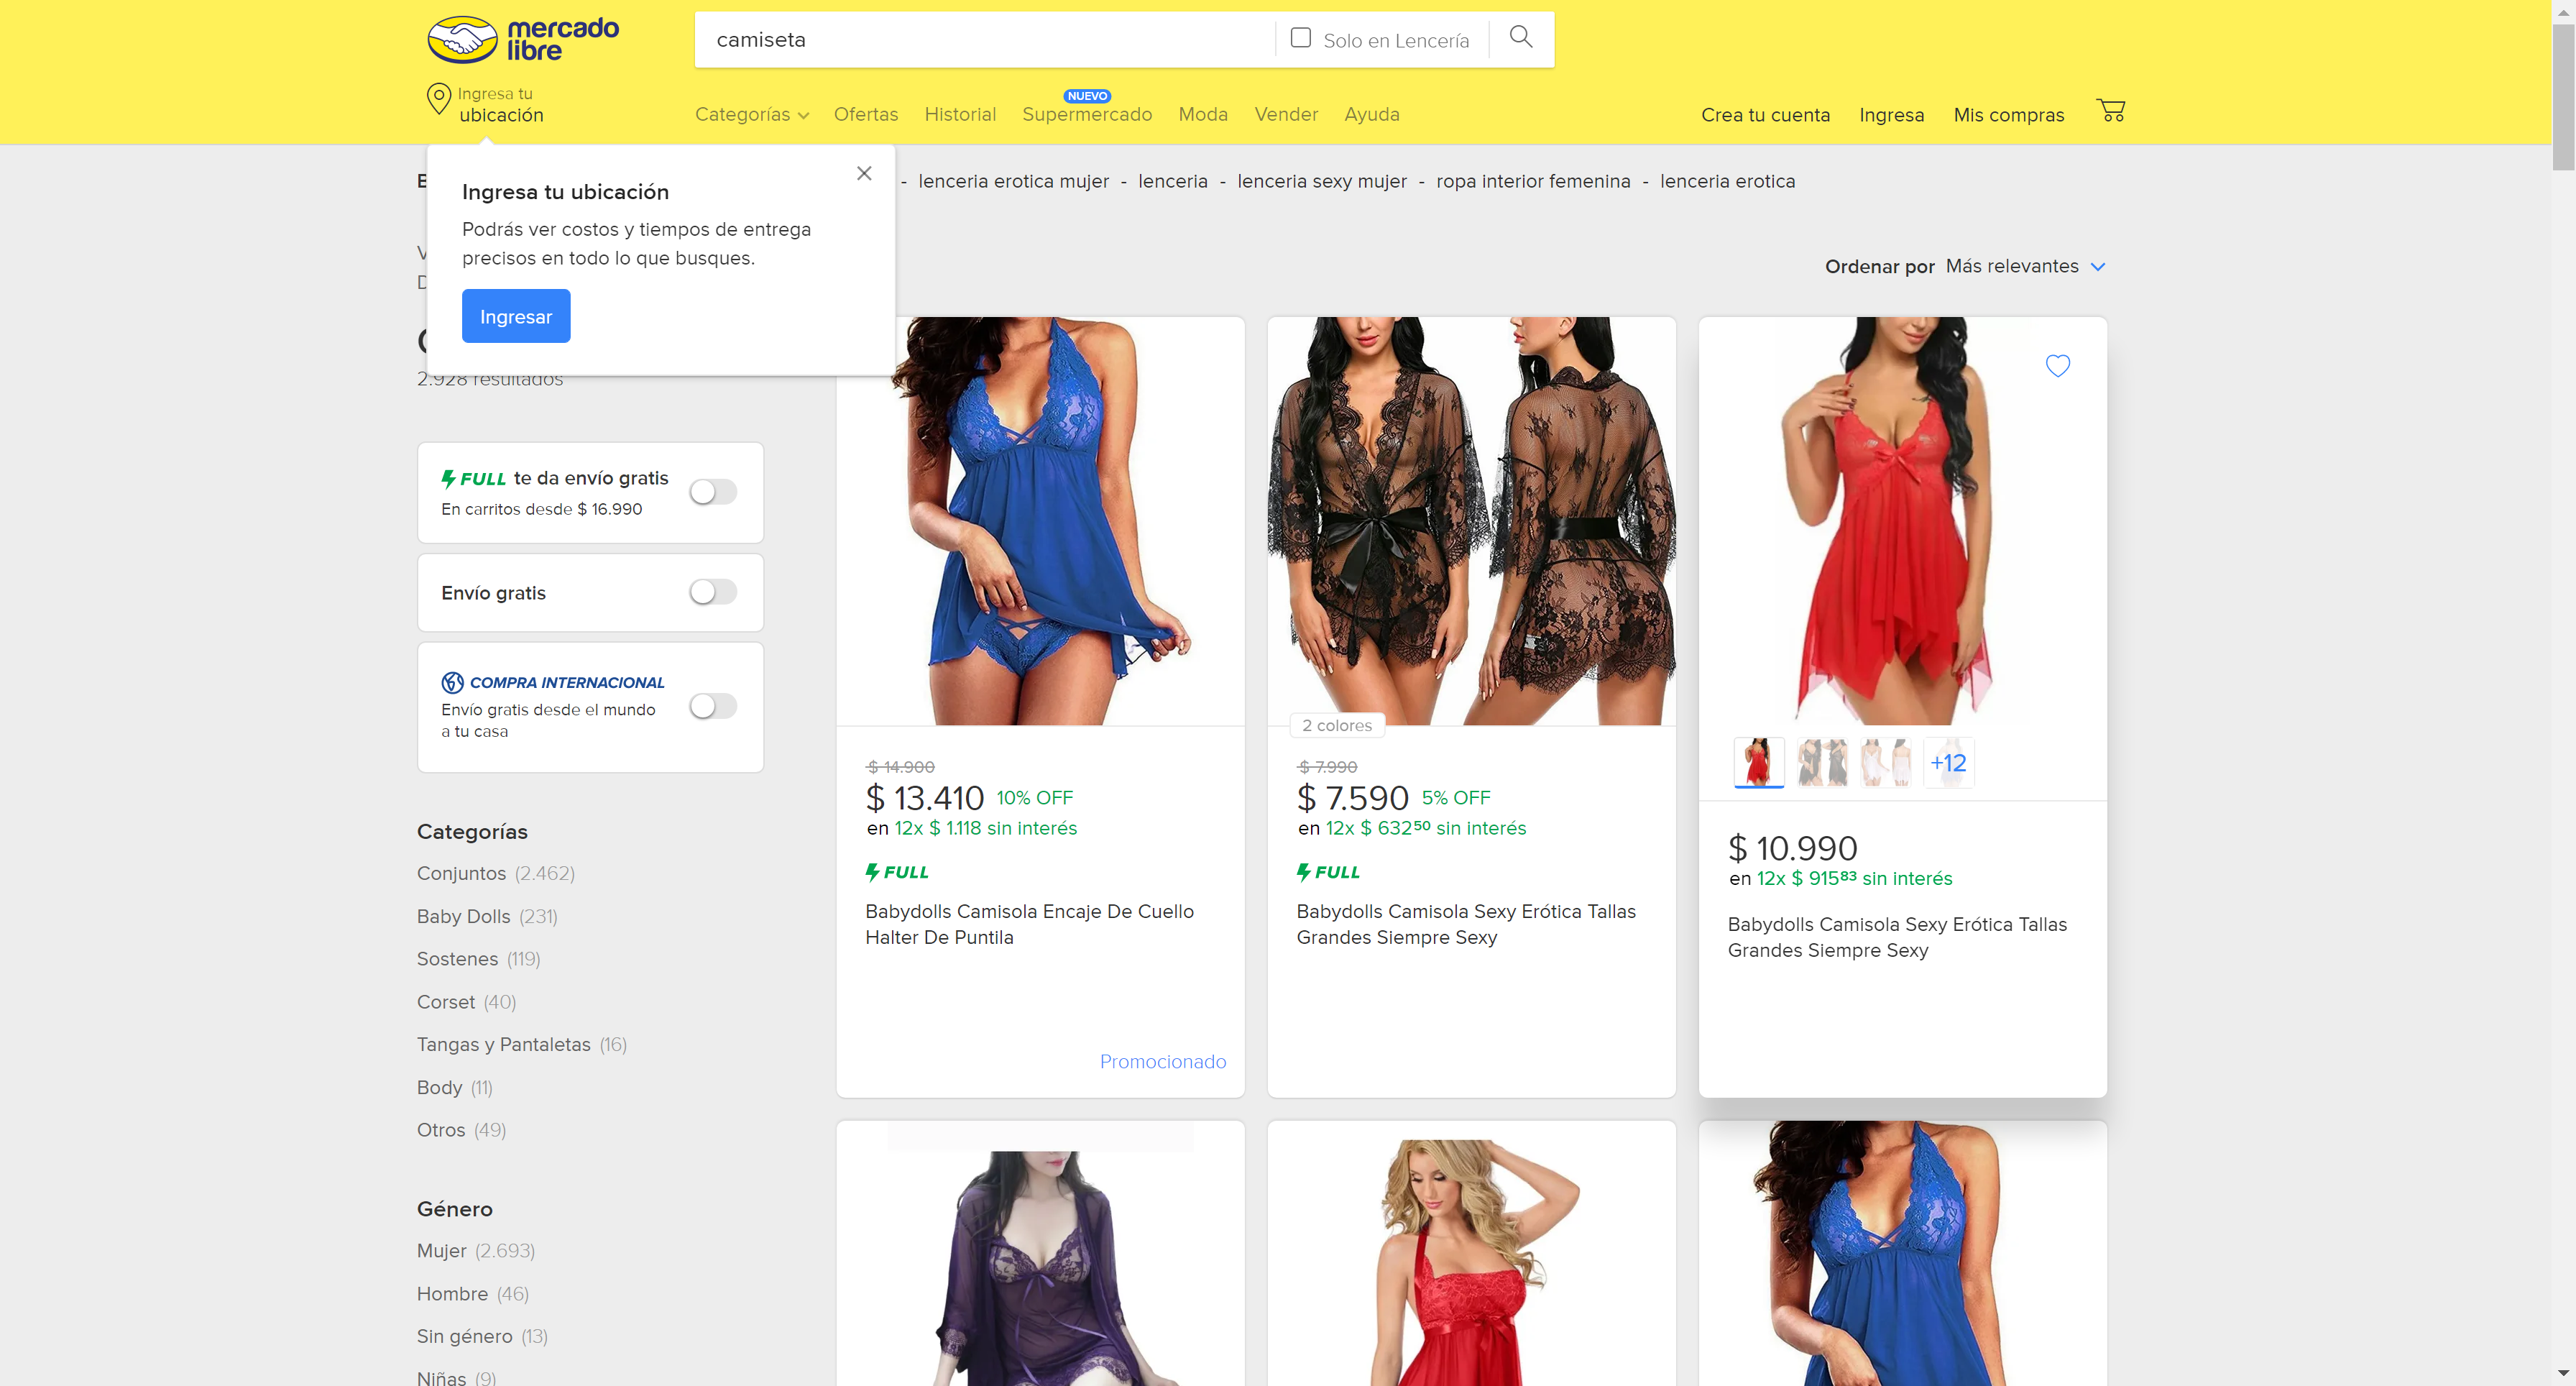 mercado
libre
camiseta
Solo en Lencería
Ingresa tu
ubicación
Categorías
Ofertas
Historial
NUEVO
Supermercado
Moda
Vender
Ayuda
Crea tu cuenta
Ingresa
Mis compras
Ingresa tu ubicación
Podrás ver costos y tiempos de entrega
precisos en todo lo que busques.
Ingresar
- lenceria erotica mujer - lenceria - lenceria sexy mujer - ropa interior femenina - lenceria erotica
Ordenar por Más relevantes
2.928 resultados
FULL te da envío gratis
En carritos desde $ 16.990
Envío gratis
COMPRA INTERNACIONAL
Envío gratis desde el mundo
a tu casa
Categorías
Conjuntos (2.462)
Baby Dolls (231)
Sostenes (119)
Corset (40)
Tangas y Pantaletas (16)
Body (11)
Otros (49)
Género
Mujer (2.693)
Hombre (46)
Sin género (13)
Niñas (9)
$ 14.900
$ 13.410 10% OFF
en 12x $ 1.118 sin interés
FULL
Babydolls Camisola Encaje De Cuello
Halter De Puntila
Promocionado
2 colores
$ 7.990
$ 7.590 5% OFF
en 12x $ 632⁵⁰ sin interés
FULL
Babydolls Camisola Sexy Erótica Tallas
Grandes Siempre Sexy
+12
$ 10.990
en 12x $ 915⁸³ sin interés
Babydolls Camisola Sexy Erótica Tallas
Grandes Siempre Sexy